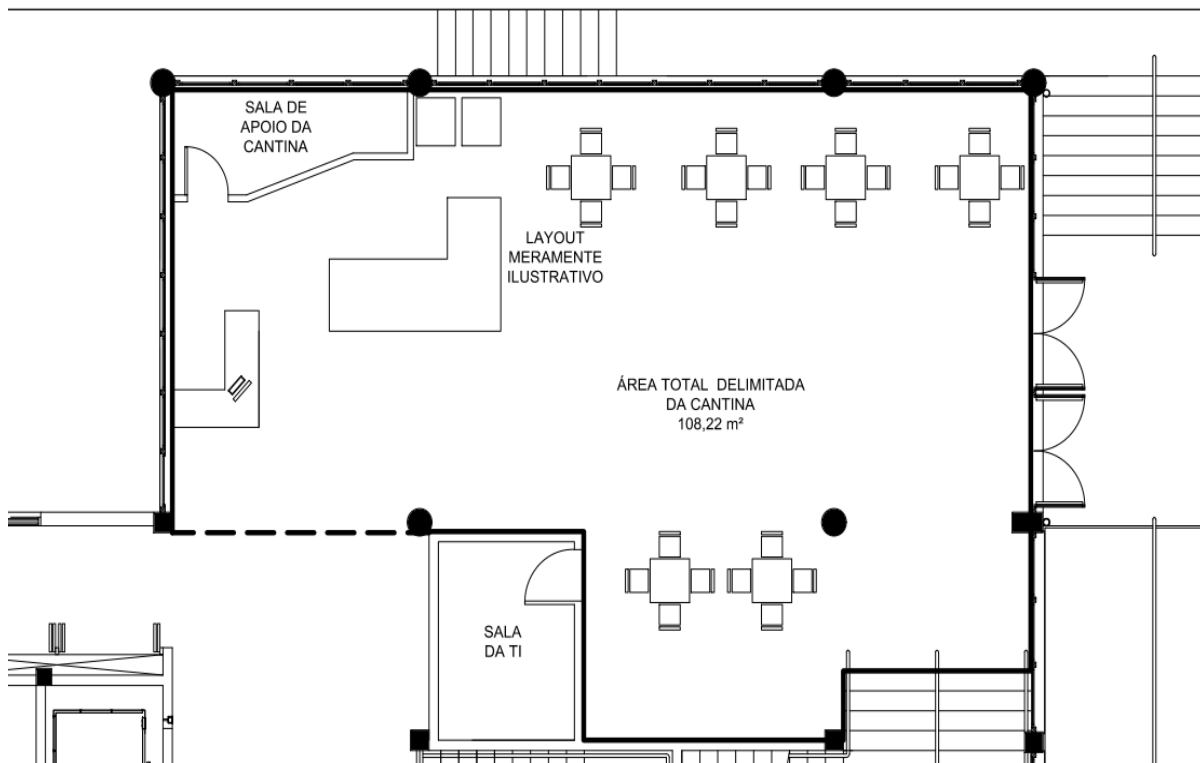 SALA DE
APOIO DA
CANTINA
LAYOUT
MERAMENTE
ILUSTRATIVO
ÁREA TOTAL DELIMITADA
DA CANTINA
108,22 m²
SALA
DA TI